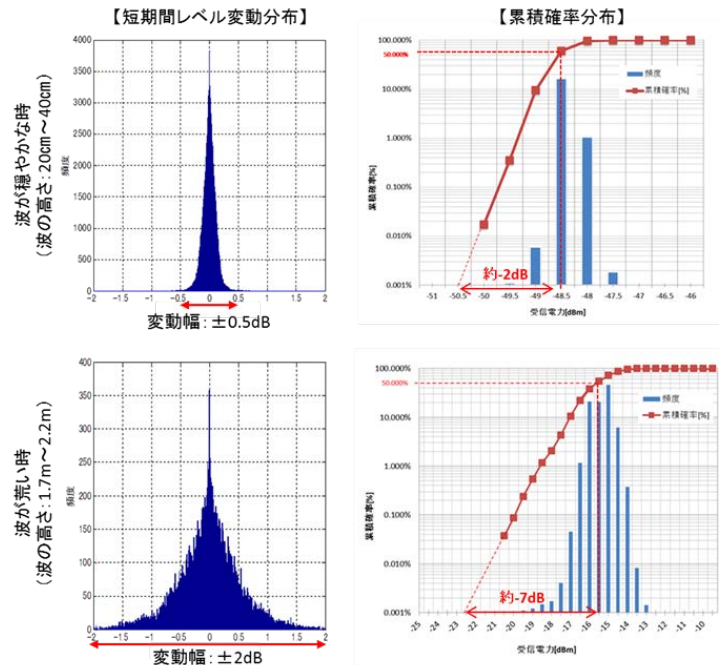 【短期間レベル変動分布】
【累積確率分布】
波が穏やかな時
(波の高さ:20cm～40cm)
頻度
4000
3500
3000
2500
2000
1500
1000
500
0
-2 -1.5 -1 -0.5 0 0.5 1 1.5 2
変動幅:±0.5dB
累積確率[%]
100.000%
50.000%
10.000%
1.000%
0.100%
0.010%
0.001%
頻度
累積確率[%]
約-2dB
-51 -50.5 -50 -49.5 -49 -48.5 -48 -47.5 -47 -46.5 -46
受信電力[dBm]
波が荒い時
(波の高さ:1.7m～2.2m)
頻度
400
350
300
250
200
150
100
50
0
-2 -1.5 -1 -0.5 0 0.5 1 1.5 2
変動幅:±2dB
累積確率[%]
100.000%
50.000%
10.000%
1.000%
0.100%
0.010%
0.001%
頻度
累積確率[%]
約-7dB
-25 -24 -23 -22 -21 -20 -19 -18 -17 -16 -15 -14 -13 -12 -11 -10
受信電力[dBm]